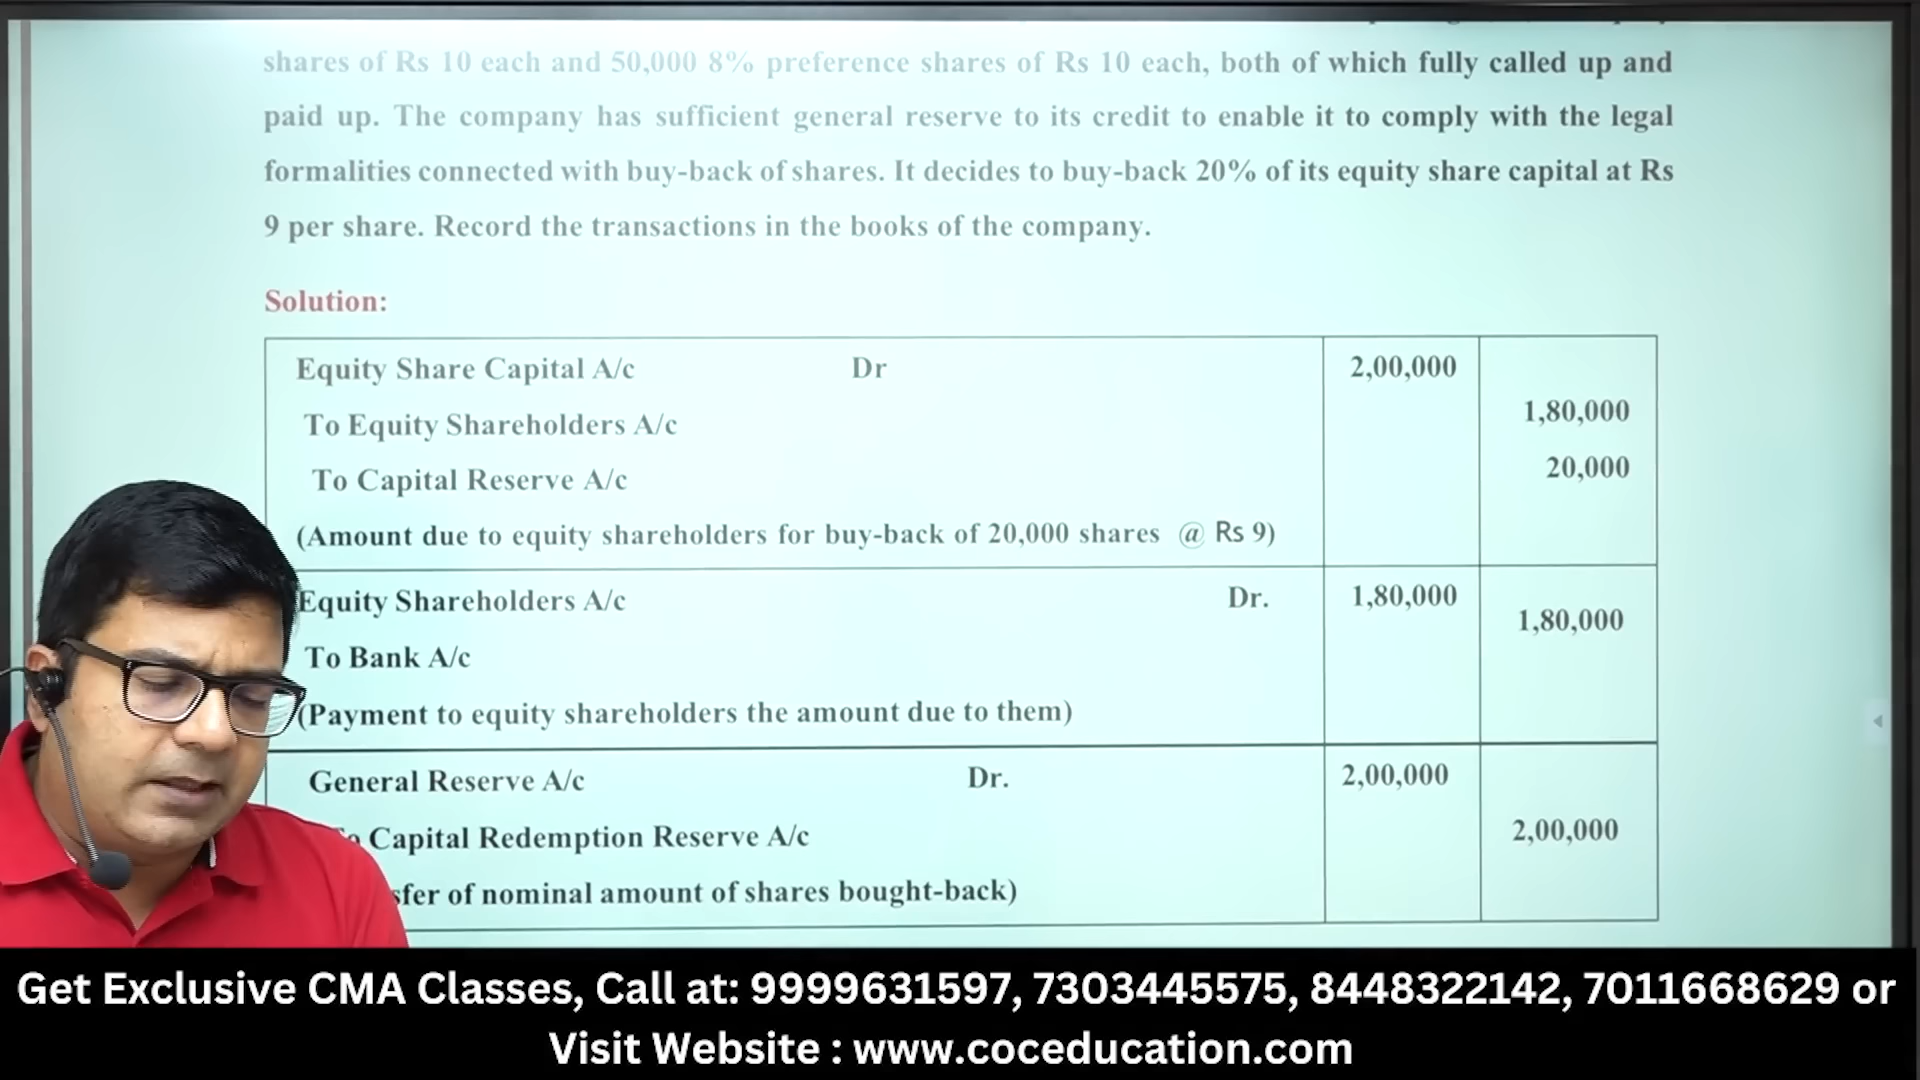 shares of Rs 10 each and 50,000 8% preference shares of Rs 10 each, both of which fully called up and
paid up. The company has sufficient general reserve to its credit to enable it to comply with the legal
formalities connected with buy-back of shares. It decides to buy-back 20% of its equity share capital at Rs
9 per share. Record the transactions in the books of the company.
Solution:
Equity Share Capital A/c Dr 2,00,000
To Equity Shareholders A/c 1,80,000
To Capital Reserve A/c 20,000
(Amount due to equity shareholders for buy-back of 20,000 shares @ Rs 9)
Equity Shareholders A/c Dr. 1,80,000
To Bank A/c 1,80,000
(Payment to equity shareholders the amount due to them)
General Reserve A/c Dr. 2,00,000
Capital Redemption Reserve A/c 2,00,000
sfer of nominal amount of shares bought-back)
Get Exclusive CMA Classes, Call at: 9999631597, 7303445575, 8448322142, 7011668629 or
Visit Website : www.coceducation.com